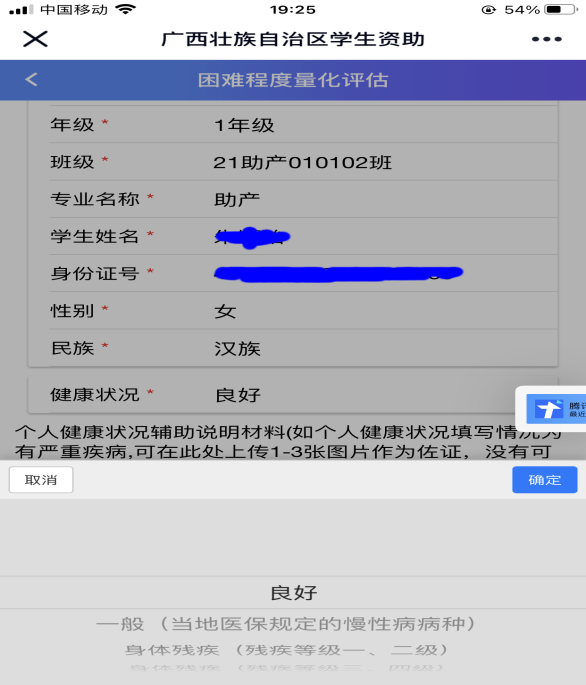 中国移动 19:25 54%
广西壮族自治区学生资助
困难程度量化评估
年级 * 1年级
班级 * 21助产010102班
专业名称 * 助产
学生姓名 *
身份证号 *
性别 * 女
民族 * 汉族
健康状况 * 良好
个人健康状况辅助说明材料(如个人健康状况填写情况为
有严重疾病,可在此处上传1-3张图片作为佐证，没有可
取消 确定
良好
一般（当地医保规定的慢性病病种）
身体残疾（残疾等级一、二级）
身体残疾（残疾等级三、四级）